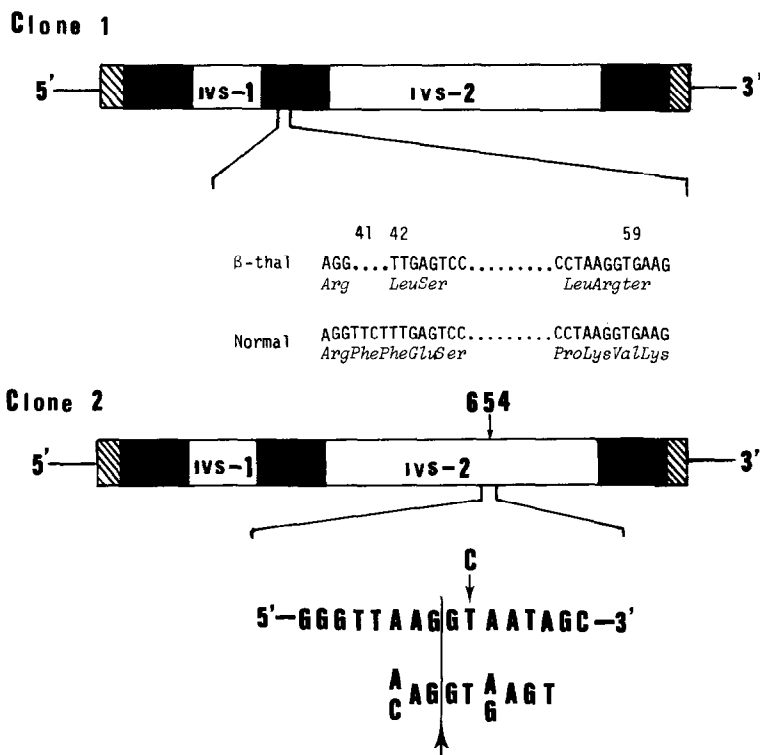 Clone 1
5' IVS-1 IVS-2 3'
41 42 59
β-thal AGG....TTGAGTCC.........CCTAAGGTGAAG
Arg LeuSer LeuArgter
Normal AGGTTCTTTGAGTCC.........CCTAAGGTGAAG
ArgPhePheGluSer ProLysValLys
Clone 2
654
5' IVS-1 IVS-2 3'
C
5'-GGGTTAAGGTAATAGC-3'
A A
C AGGT G AGT